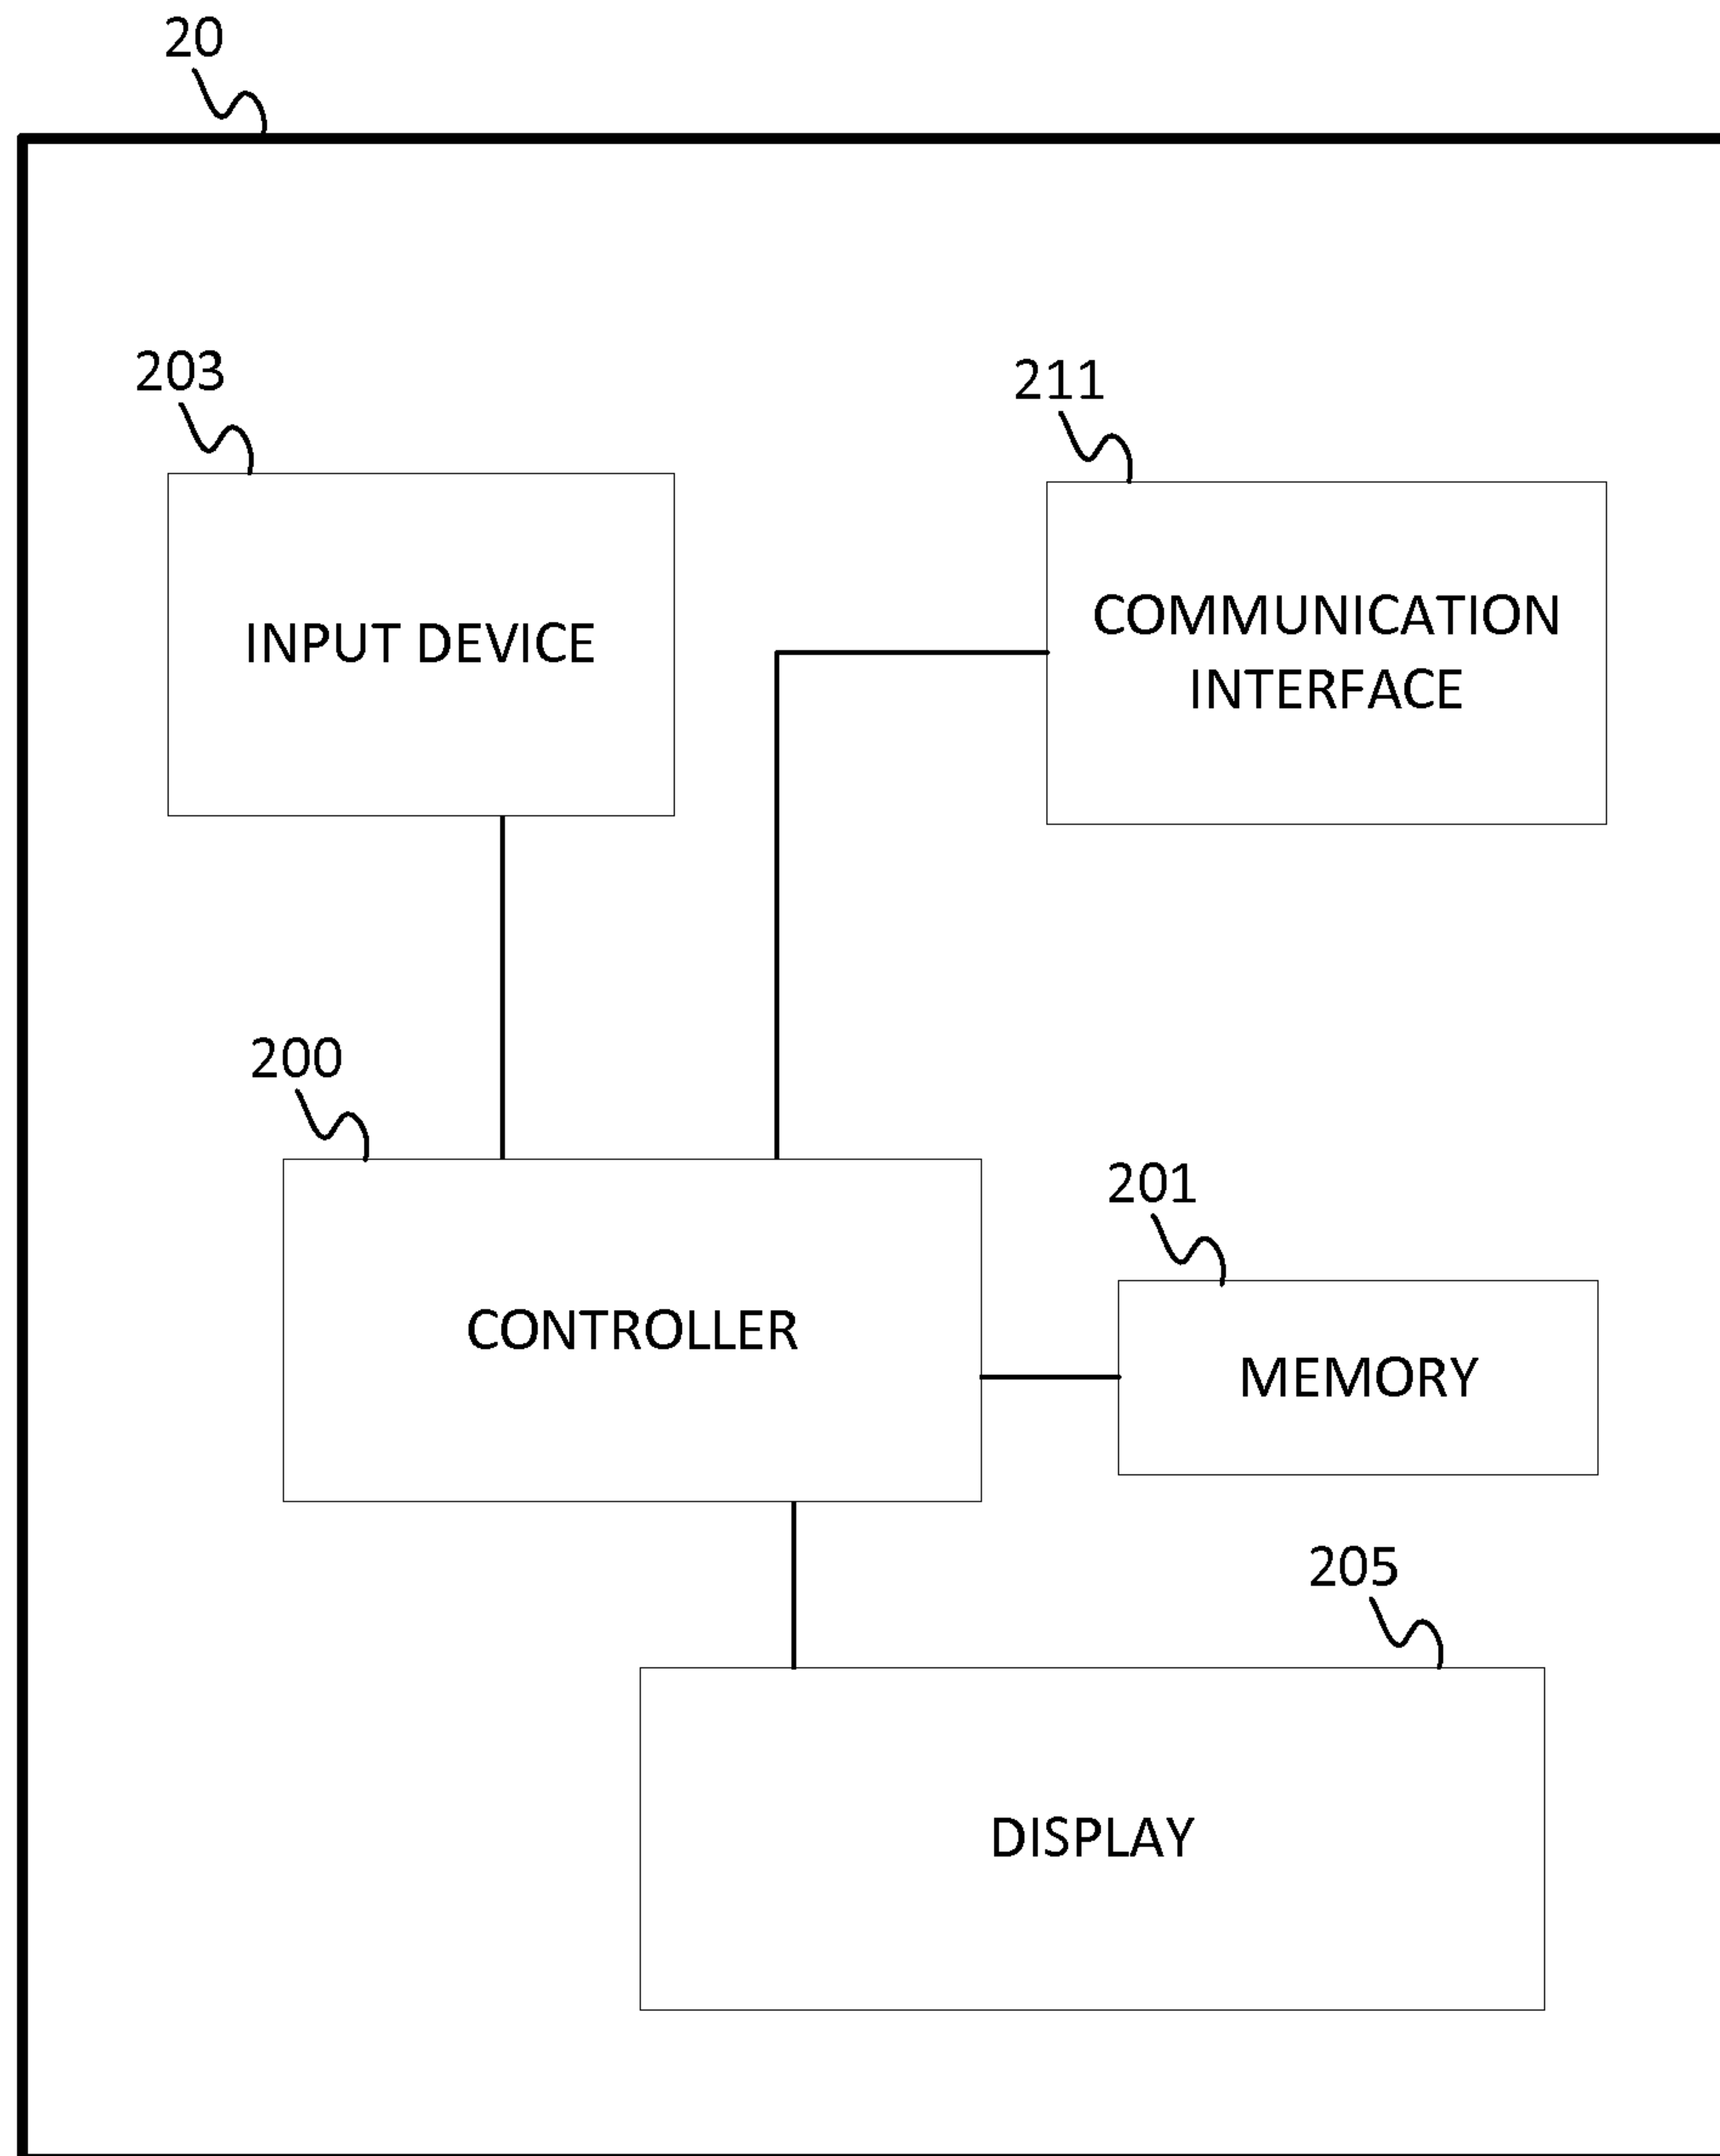 20
203
211
INPUT DEVICE
COMMUNICATION
INTERFACE
200
201
CONTROLLER
MEMORY
205
DISPLAY